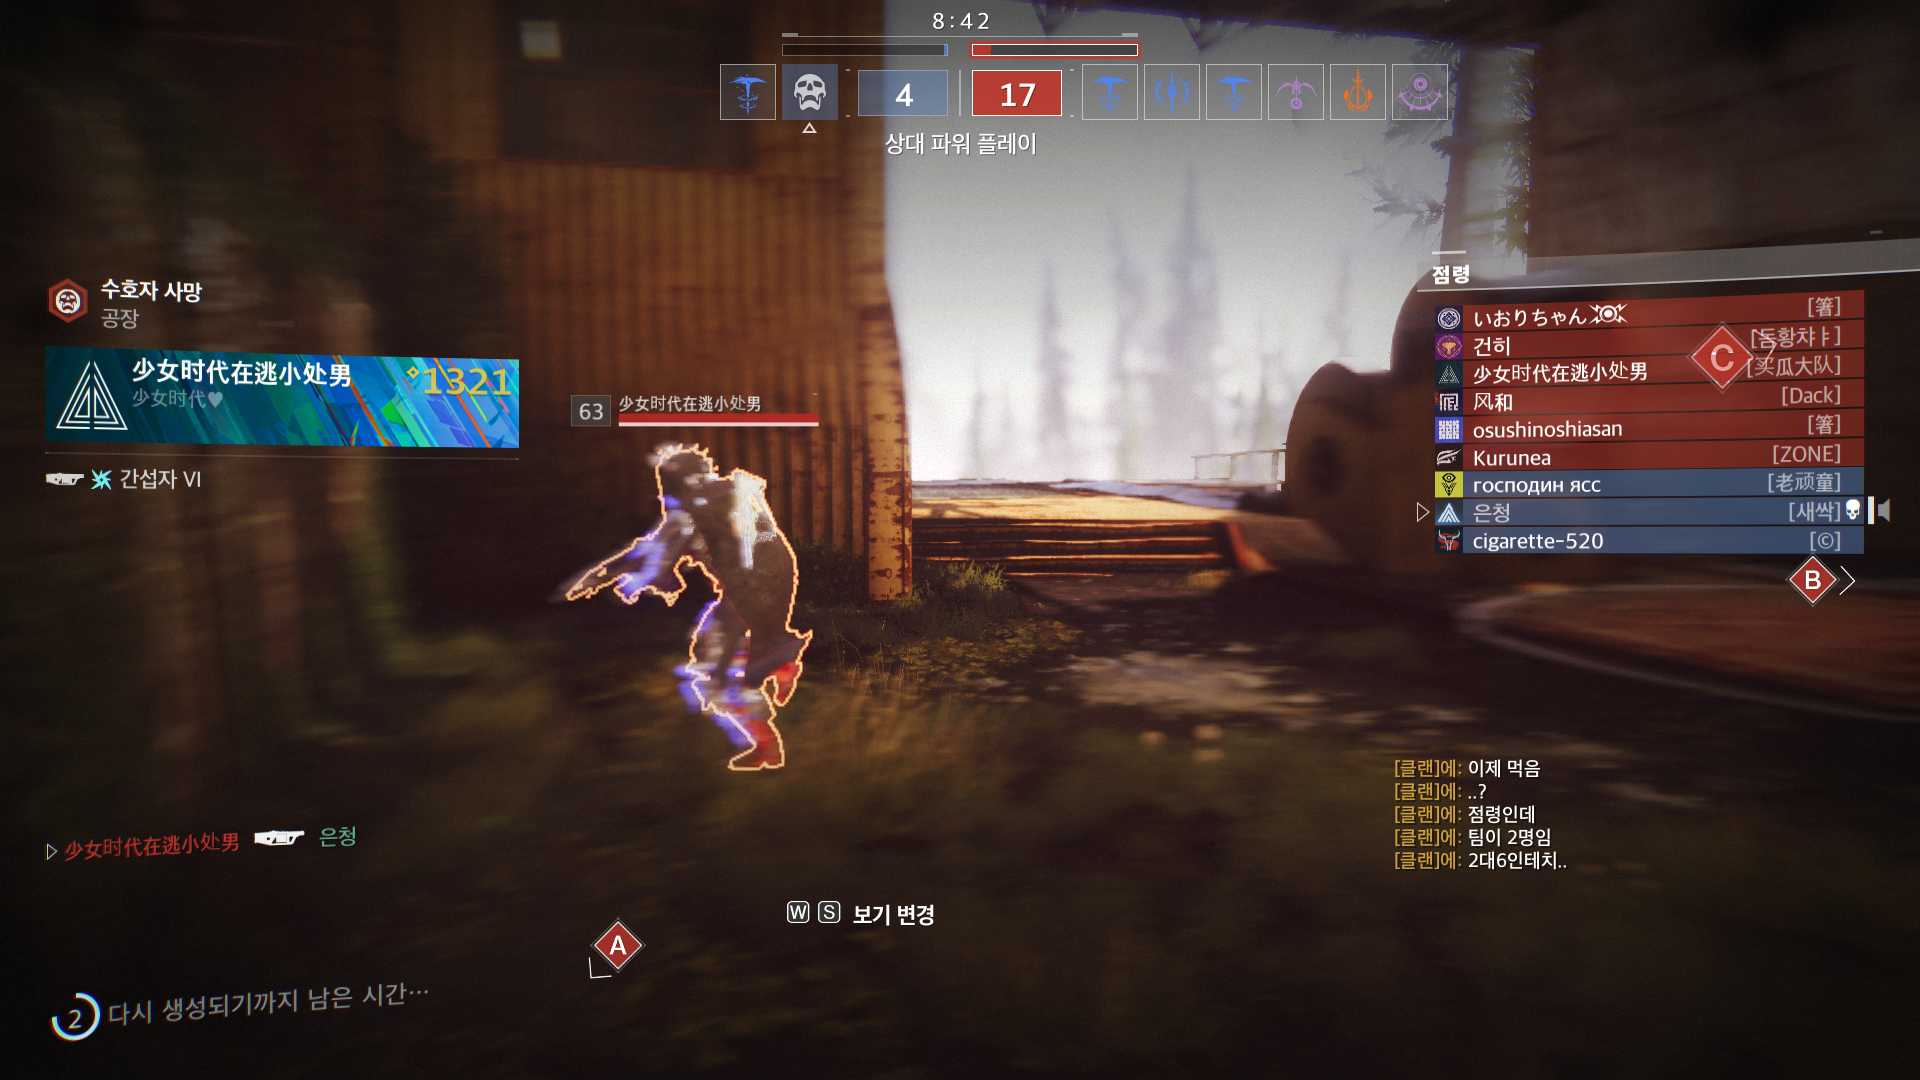 8:42
4
17
상대 파워 플레이
수호자 사망
공장
少女时代在逃小处男
少女时代♥
1321
간섭자 VI
63
少女时代在逃小处男
점령
いおりちゃん [箸]
건히
少女时代在逃小处男 [买瓜大队]
风和 [Dack]
osushinoshiasan [箸]
Kurunea [ZONE]
господин ясс [老顽童]
은청 [새싹]
cigarette-520 [©]
C
B
[클랜]에: 이제 먹음
[클랜]에: ..?
[클랜]에: 점령인데
[클랜]에: 팀이 2명임
[클랜]에: 2대6인테치..
少女时代在逃小处男 은청
W S 보기 변경
A
2 다시 생성되기까지 남은 시간…